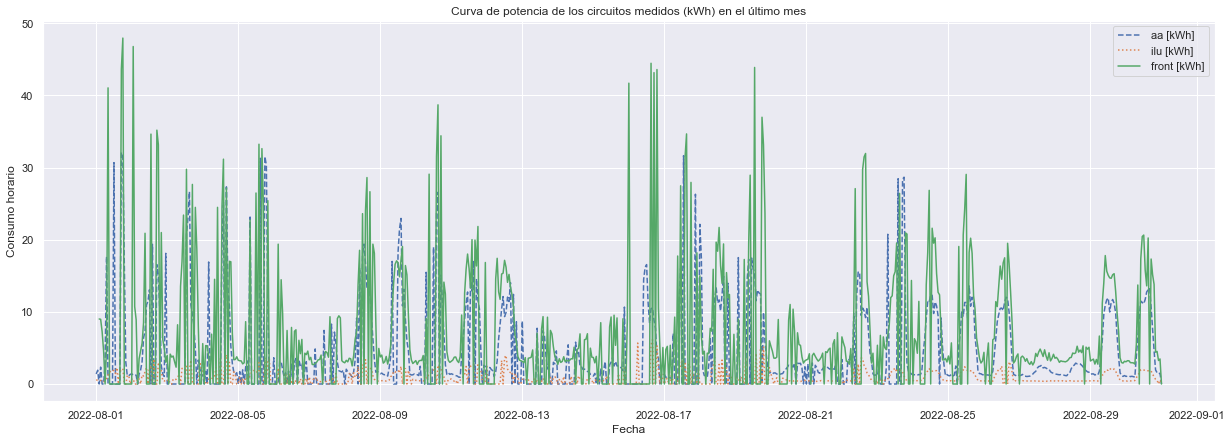 Curva de potencia de los circuitos medidos (kWh) en el último mes
50
40
30
20
10
0
Consumo horario
aa [kWh]
ilu [kWh]
front [kWh]
2022-08-01
2022-08-05
2022-08-09
2022-08-13
2022-08-17
2022-08-21
2022-08-25
2022-08-29
2022-09-01
Fecha